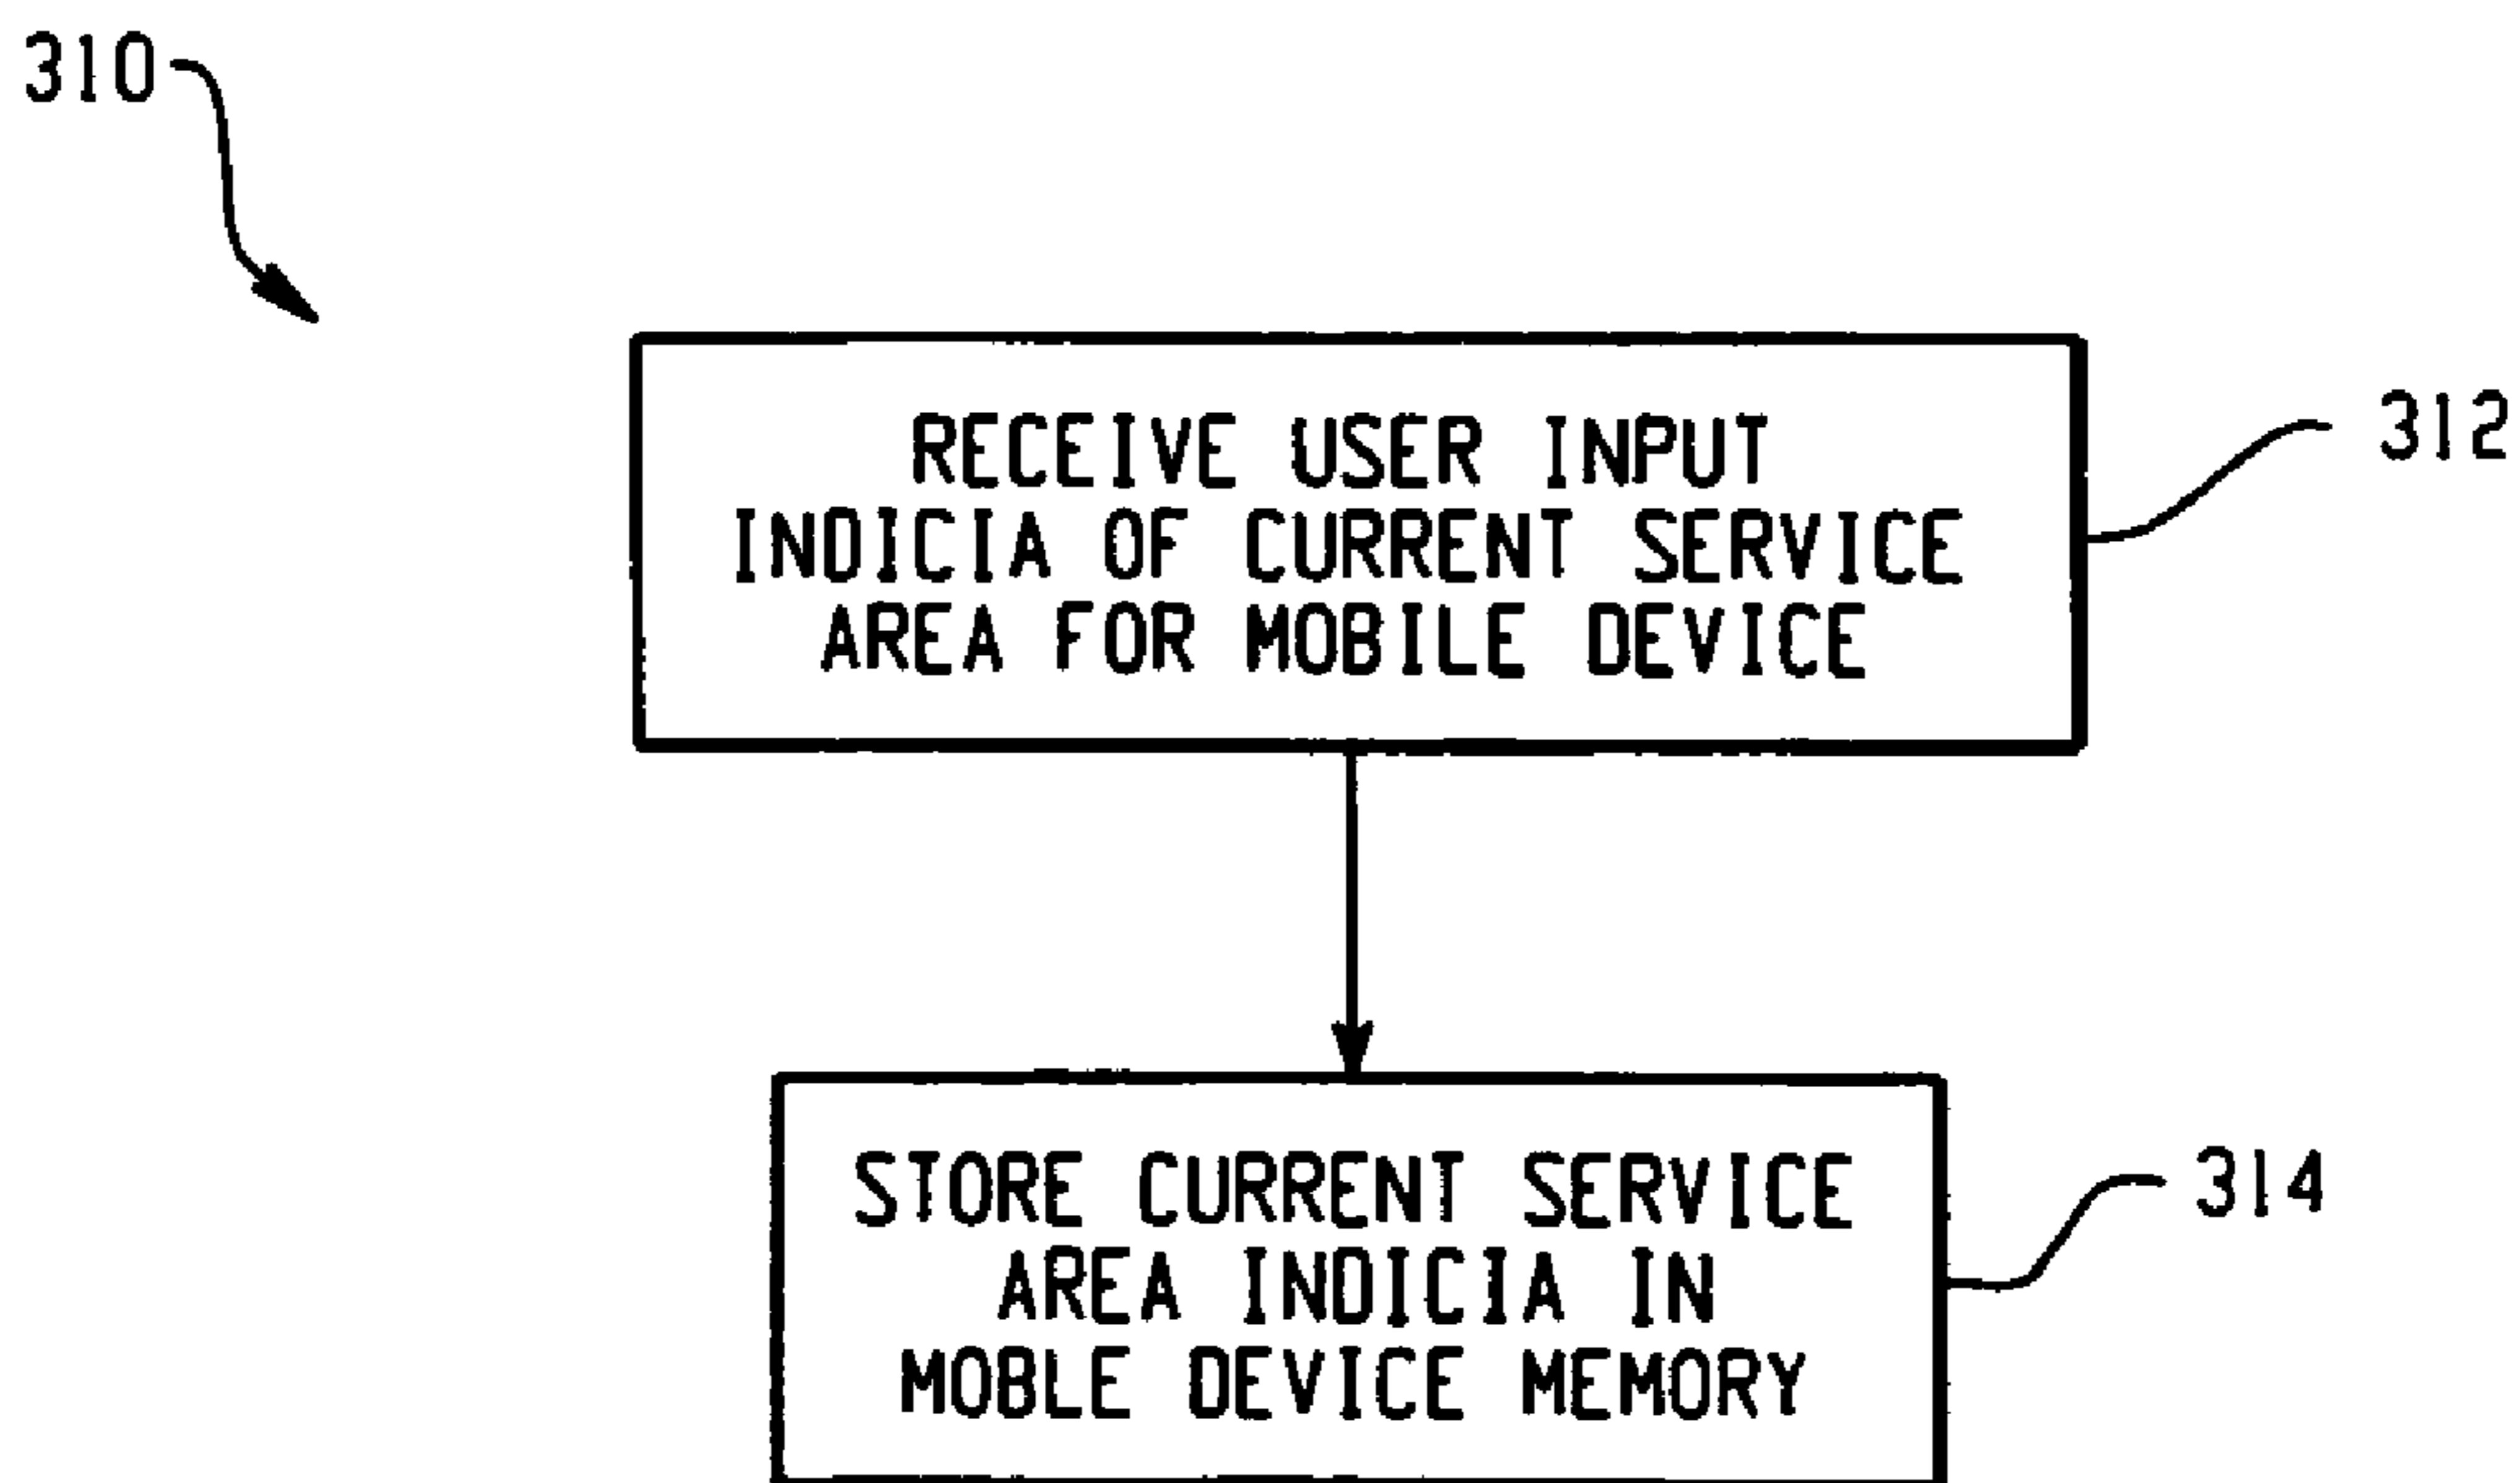 310
RECEIVE USER INPUT
INDICIA OF CURRENT SERVICE
AREA FOR MOBILE DEVICE
312
STORE CURRENT SERVICE
AREA INDICIA IN
MOBLE DEVICE MEMORY
314